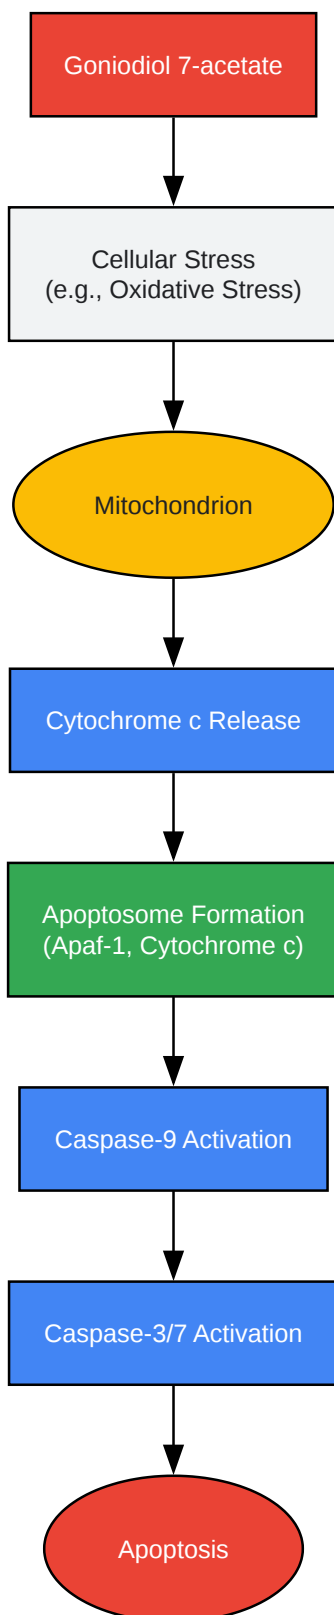 Goniodiol 7-acetate
Cellular Stress
(e.g., Oxidative Stress)
Mitochondrion
Cytochrome c Release
Apoptosome Formation
(Apaf-1, Cytochrome c)
Caspase-9 Activation
Caspase-3/7 Activation
Apoptosis